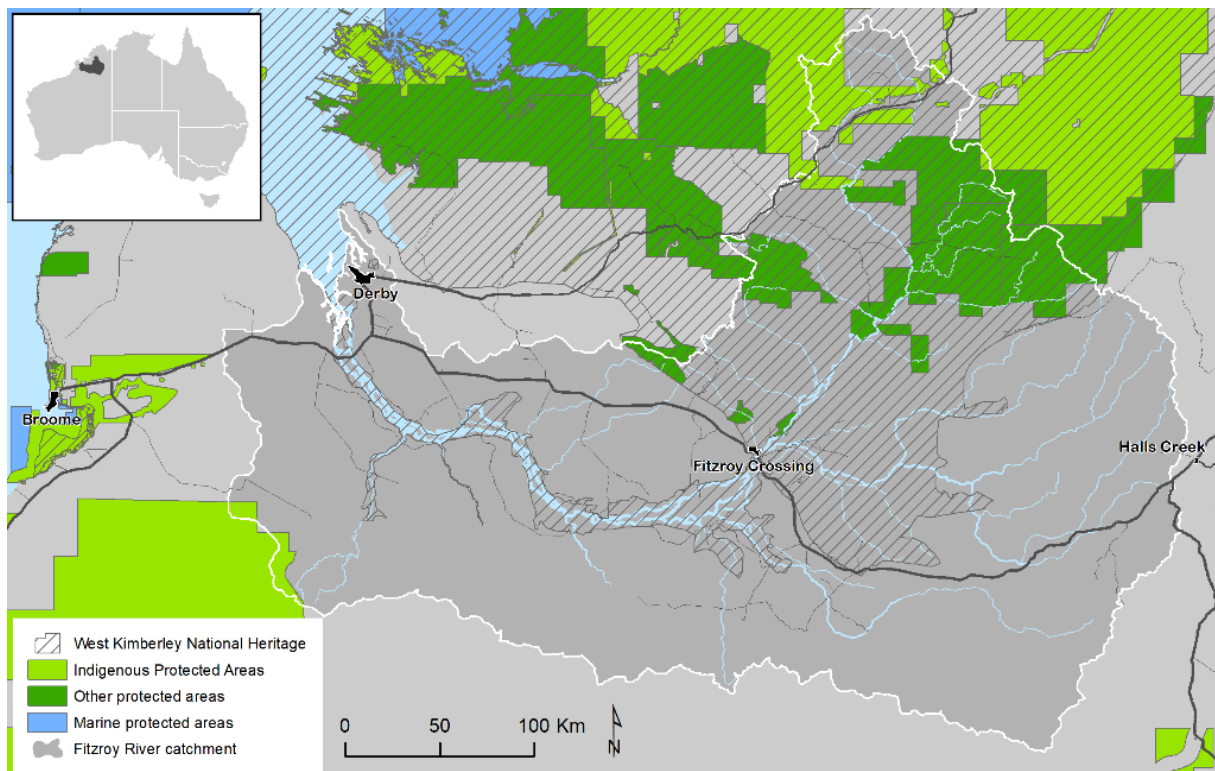 Derby
Broome
Fitzroy Crossing
Halls Creek
West Kimberley National Heritage
Indigenous Protected Areas
Other protected areas
Marine protected areas
Fitzroy River catchment
0 50 100 Km
N